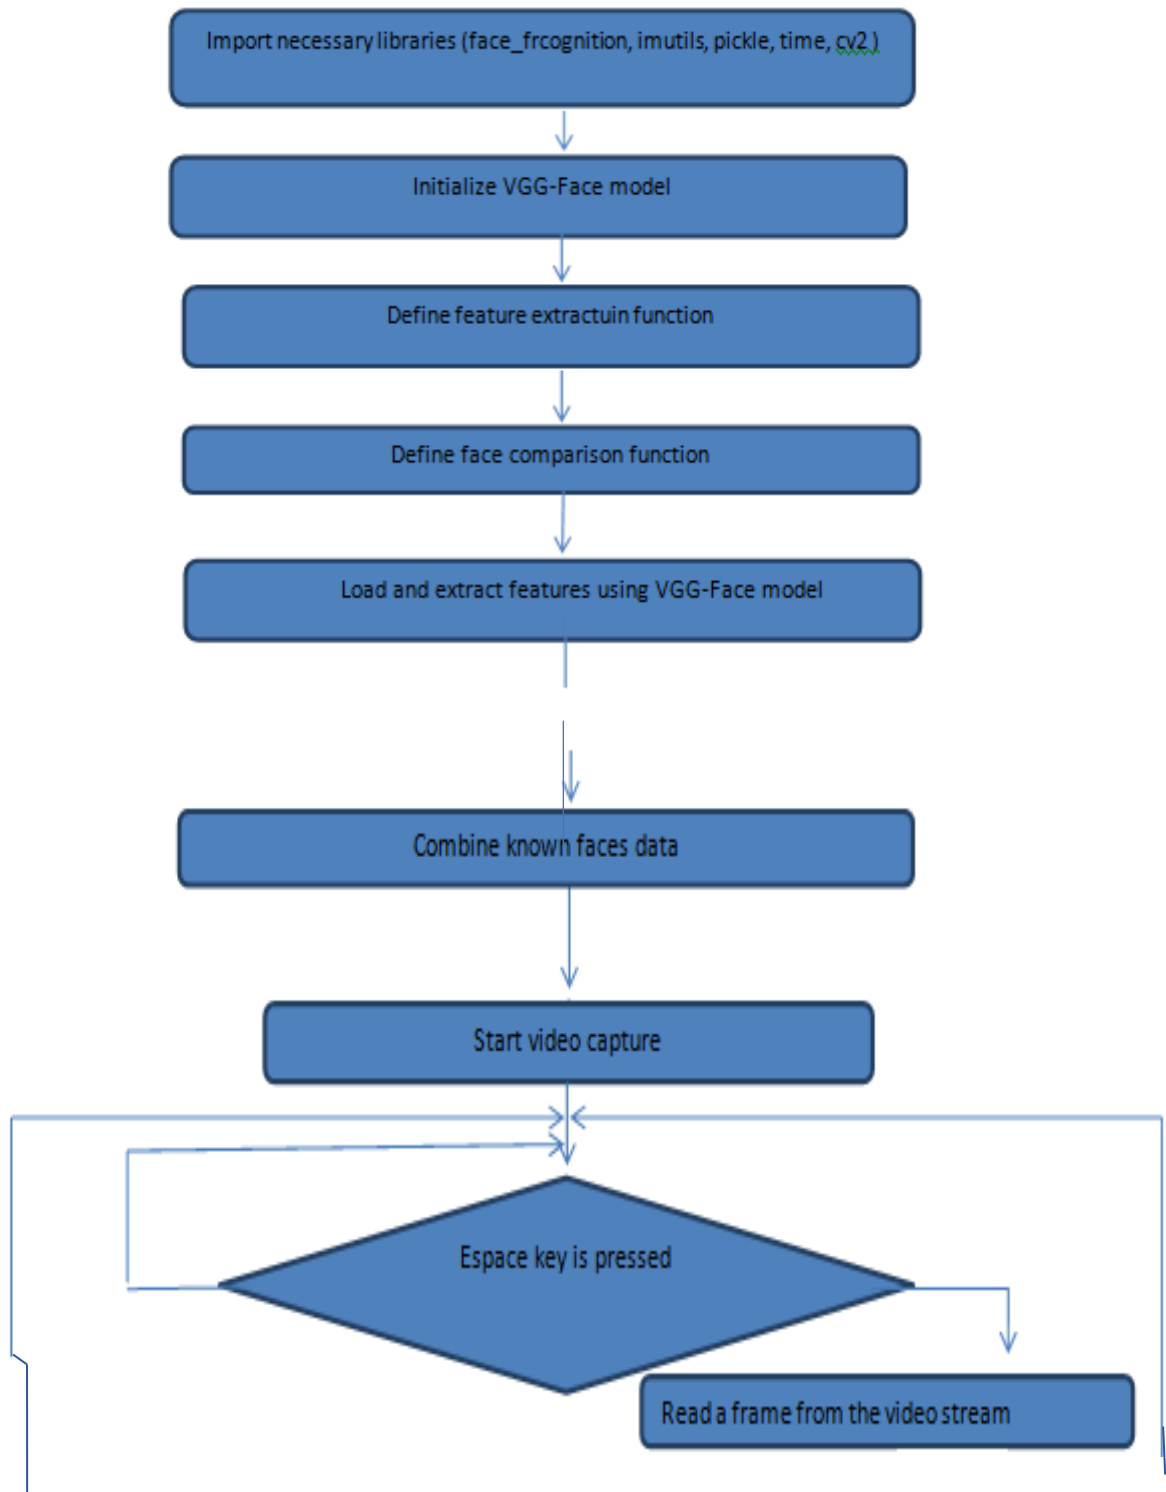 Import necessary libraries (face_frcognition, imutils, pickle, time, cv2 )
Initialize VGG-Face model
Define feature extractuin function
Define face comparison function
Load and extract features using VGG-Face model
Combine known faces data
Start video capture
Espace key is pressed
Read a frame from the video stream